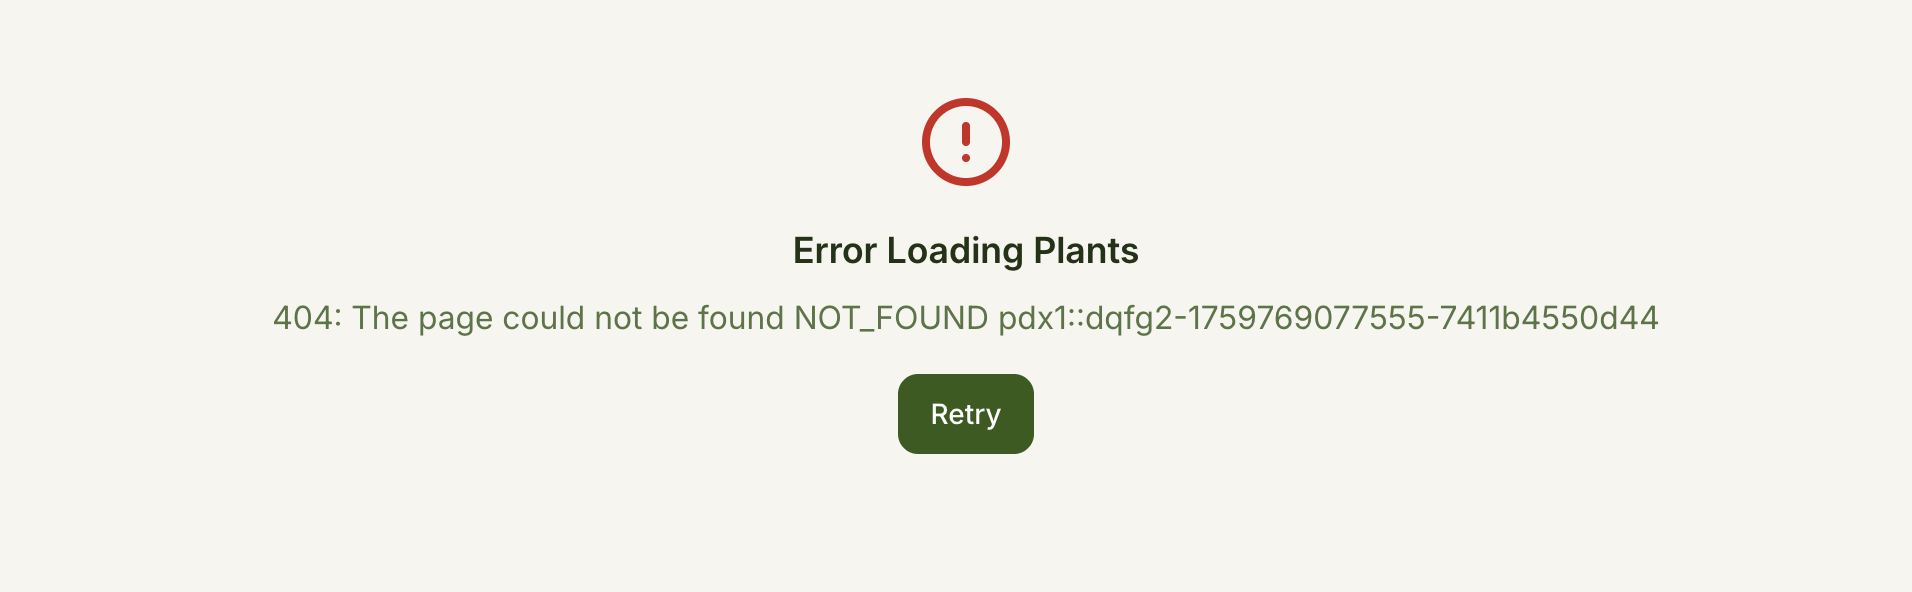 Error Loading Plants
404: The page could not be found NOT_FOUND pdx1::dqfg2-1759769077555-7411b4550d44
Retry